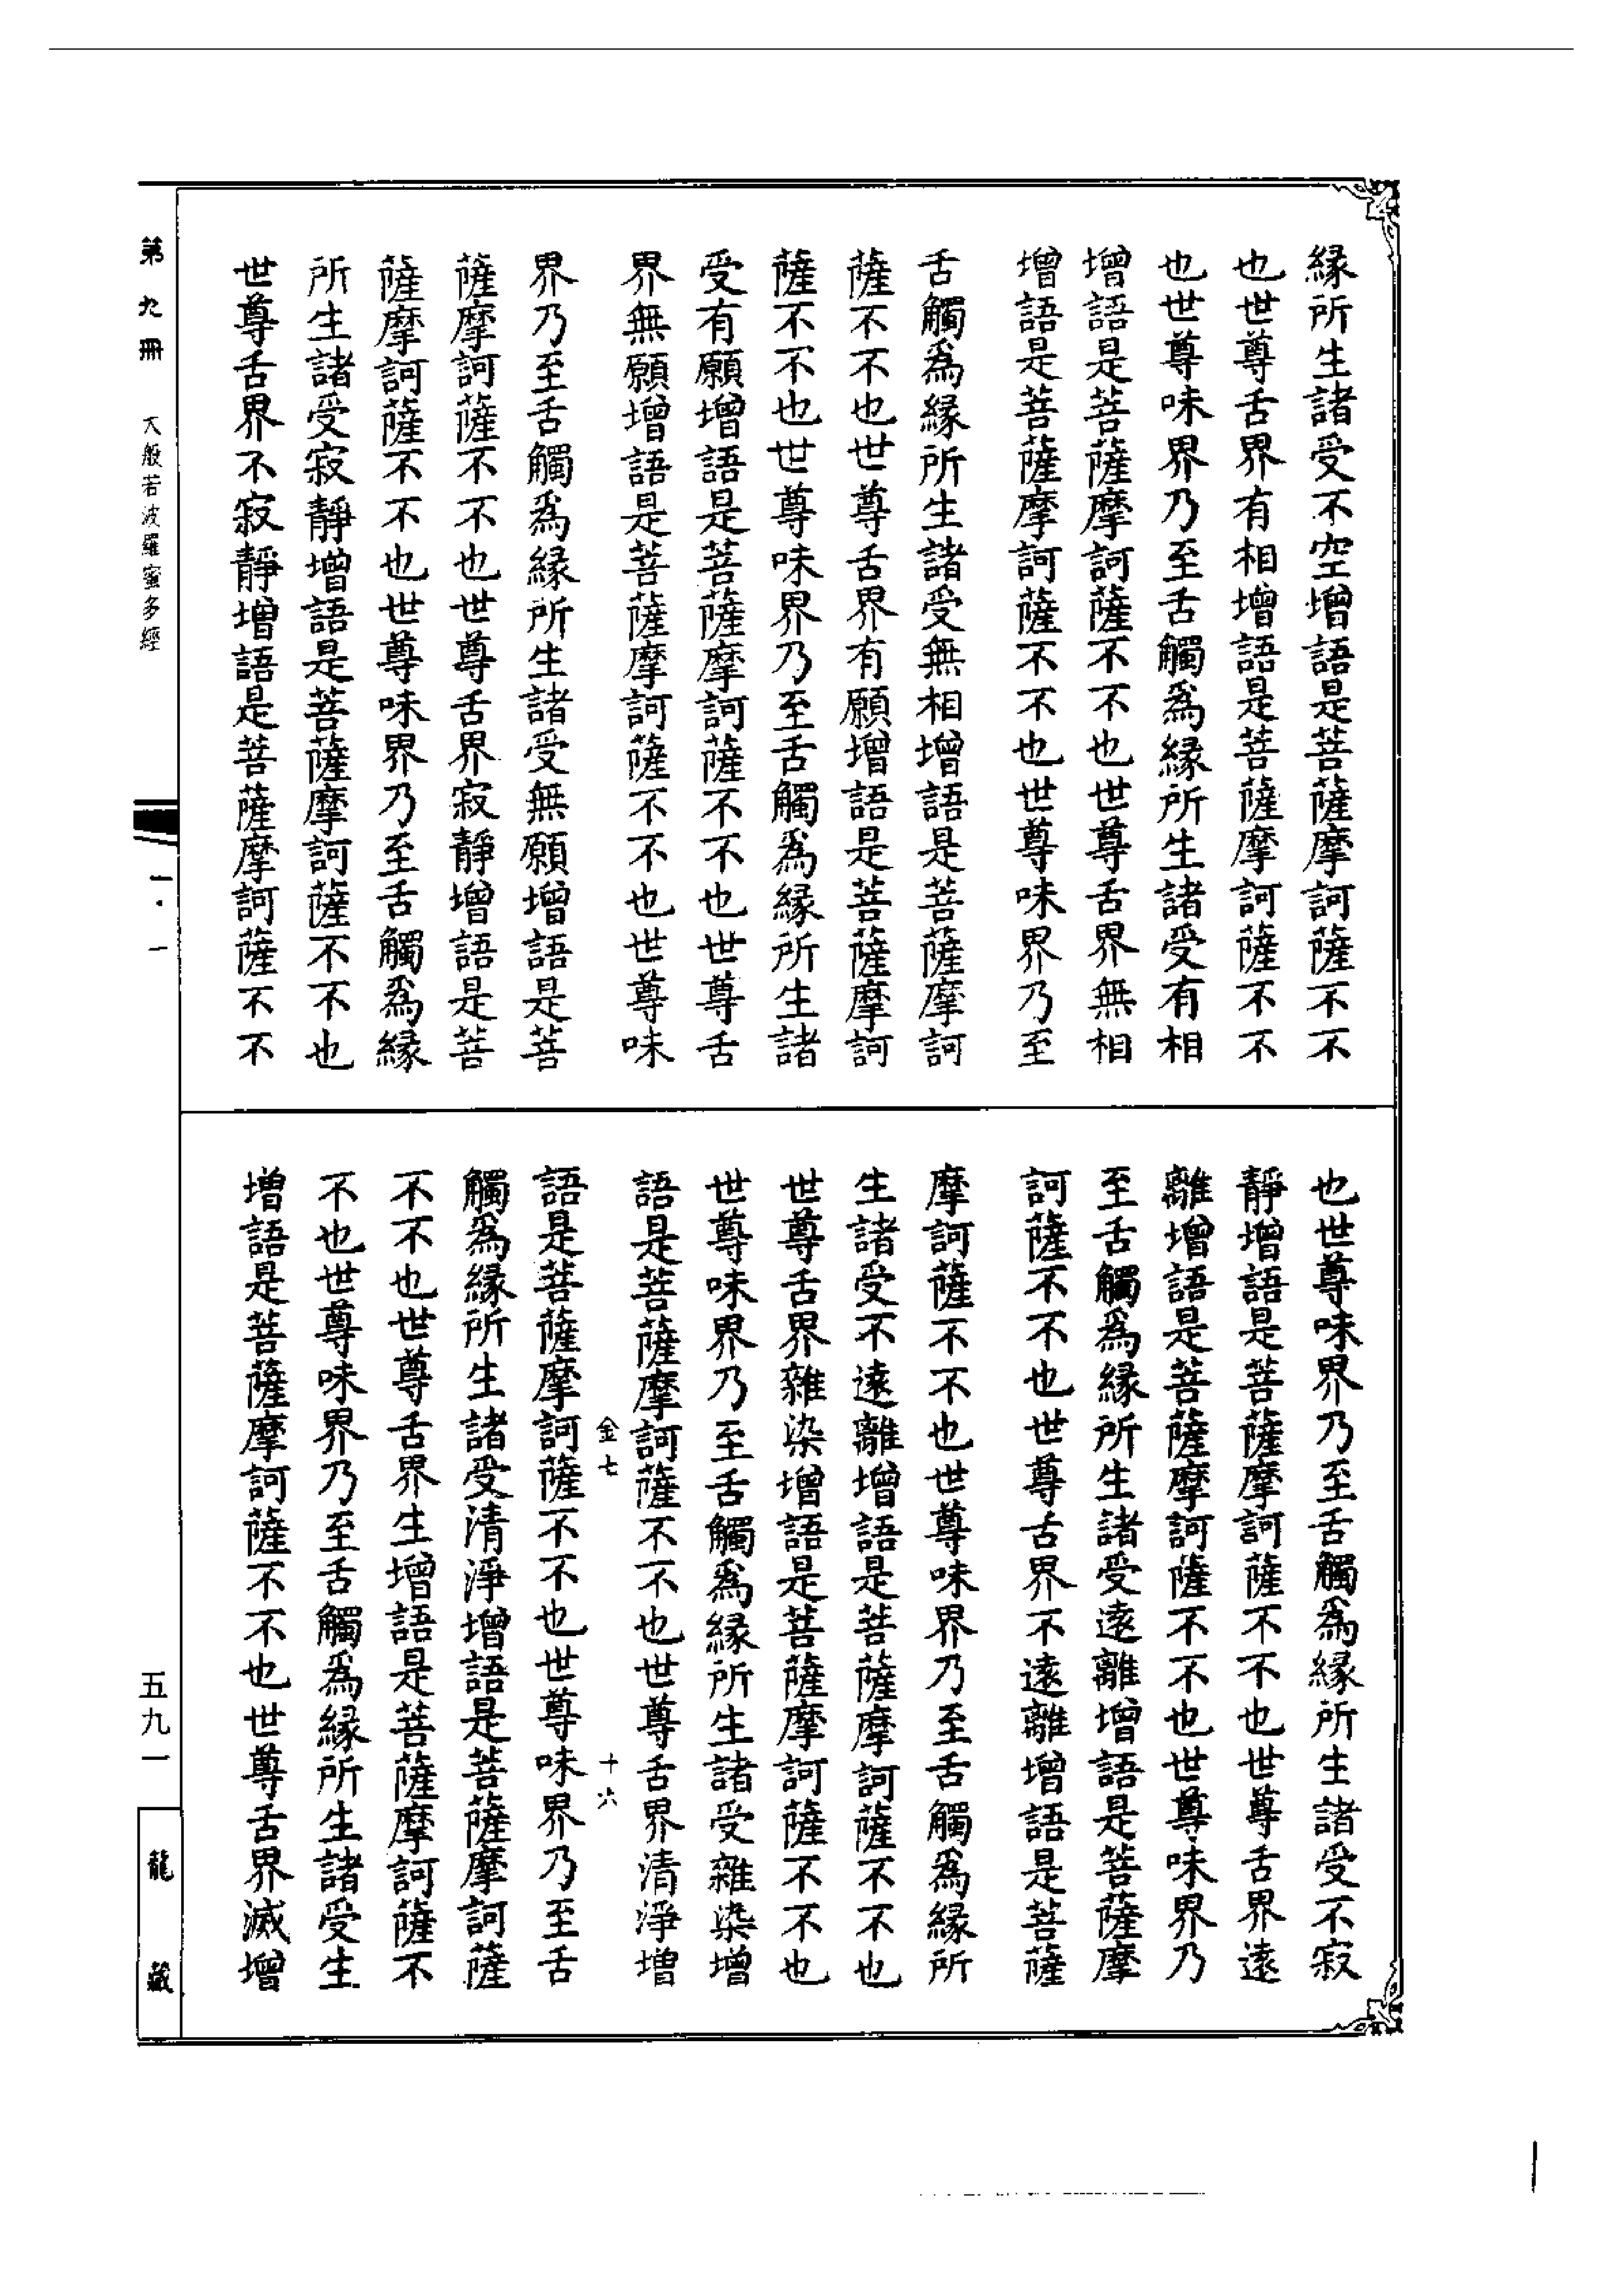 緣所生諸受不空增語是菩薩摩訶薩不不
也世尊舌界有相增語是菩薩摩訶薩不不
也世尊味界乃至舌觸為緣所生諸受有相
增語是菩薩摩訶薩不不也世尊舌界無相
增語是菩薩摩訶薩不不也世尊味界乃至
舌觸為緣所生諸受無相增語是菩薩摩訶
薩不不也世尊舌界有願增語是菩薩摩訶
薩不不也世尊味界乃至舌觸為緣所生諸
受有願增語是菩薩摩訶薩不不也世尊舌
界無願增語是菩薩摩訶薩不不也世尊味
界乃至舌觸為緣所生諸受無願增語是菩
薩摩訶薩不不也世尊舌界寂靜增語是菩
薩摩訶薩不不也世尊味界乃至舌觸為緣
所生諸受寂靜增語是菩薩摩訶薩不不也
世尊舌界不寂靜增語是菩薩摩訶薩不不
也世尊味界乃至舌觸為緣所生諸受不寂
靜增語是菩薩摩訶薩不不也世尊舌界遠
離增語是菩薩摩訶薩不不也世尊味界乃
至舌觸為緣所生諸受遠離增語是菩薩摩
訶薩不不也世尊舌界不遠離增語是菩薩
摩訶薩不不也世尊味界乃至舌觸為緣所
生諸受不遠離增語是菩薩摩訶薩不不也
世尊舌界雜染增語是菩薩摩訶薩不不也
世尊味界乃至舌觸為緣所生諸受雜染增
語是菩薩摩訶薩不不也世尊舌界清淨增
金七 十六
語是菩薩摩訶薩不不也世尊味界乃至舌
觸為緣所生諸受清淨增語是菩薩摩訶薩
不不也世尊舌界生增語是菩薩摩訶薩不
不也世尊味界乃至舌觸為緣所生諸受生
增語是菩薩摩訶薩不不也世尊舌界滅增
第九冊 大般若波羅蜜多經 一·一 五九一 龍藏